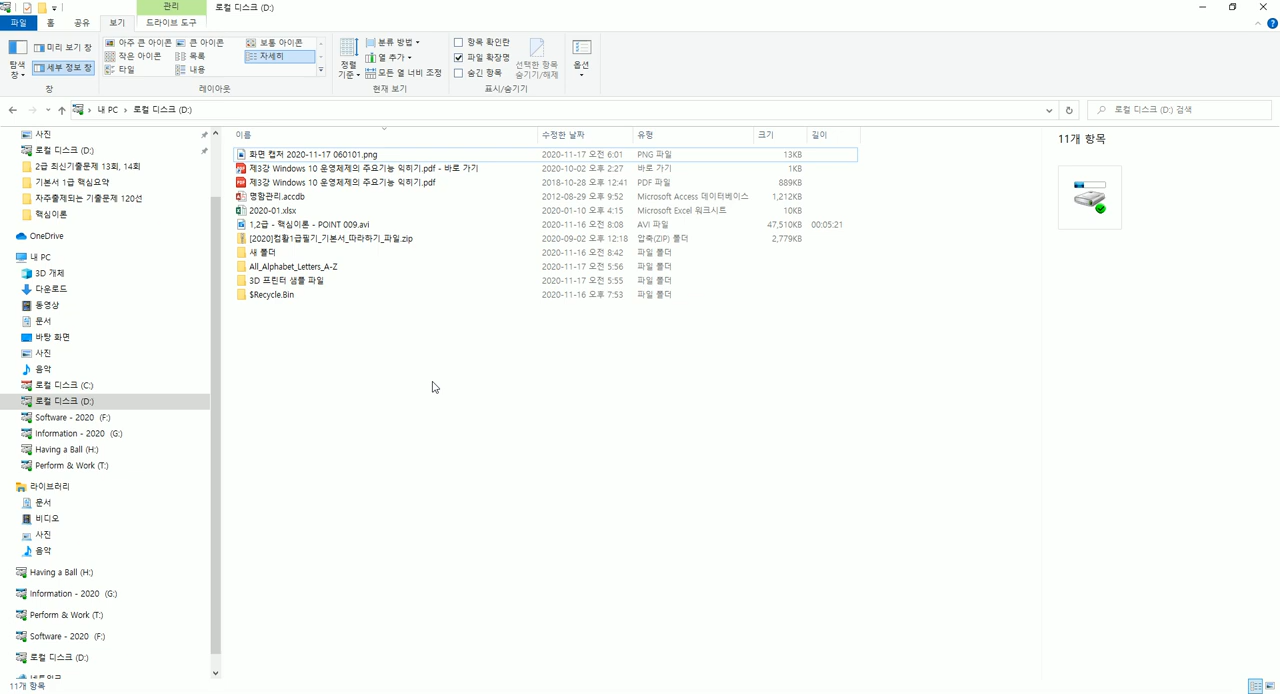 관리
로컬 디스크 (D:)
파일
홈
공유
보기
드라이브 도구
탐색 창
미리 보기 창
세부 정보 창
창
아주 큰 아이콘
큰 아이콘
보통 아이콘
작은 아이콘
목록
자세히
타일
내용
레이아웃
정렬 기준
분류 방법
열 추가
모든 열 너비 조정
현재 보기
항목 확인란
파일 확장명
숨긴 항목
선택한 항목 숨기기/해제
표시/숨기기
옵션
내 PC › 로컬 디스크 (D:)
로컬 디스크 (D:) 검색
사진
로컬 디스크 (D:)
2급 최신기출문제 13회, 14회
기본서 1급 핵심요약
자주출제되는 기출문제 120선
핵심이론
OneDrive
내 PC
3D 개체
다운로드
동영상
문서
바탕 화면
사진
음악
로컬 디스크 (C:)
로컬 디스크 (D:)
Software - 2020 (F:)
Information - 2020 (G:)
Having a Ball (H:)
Perform & Work (T:)
라이브러리
문서
비디오
사진
음악
Having a Ball (H:)
Information - 2020 (G:)
Perform & Work (T:)
Software - 2020 (F:)
로컬 디스크 (D:)
이름 수정한 날짜 유형 크기 길이
화면 캡처 2020-11-17 060101.png 2020-11-17 오전 6:01 PNG 파일 13KB
제3강 Windows 10 운영체제의 주요기능 익히기.pdf - 바로 가기 2020-10-02 오후 2:27 바로 가기 1KB
제3강 Windows 10 운영체제의 주요기능 익히기.pdf 2018-10-28 오후 12:41 PDF 파일 889KB
명함관리.accdb 2012-08-29 오후 9:52 Microsoft Access 데이터베이스 1,212KB
2020-01.xlsx 2020-01-10 오후 4:15 Microsoft Excel 워크시트 10KB
1,2급 - 핵심이론 - POINT 009.avi 2020-11-16 오전 8:08 AVI 파일 47,510KB 00:05:21
[2020]컴활1급필기_기본서_따라하기_파일.zip 2020-09-02 오후 12:18 압축(ZIP) 폴더 2,779KB
새 폴더 2020-11-16 오전 8:42 파일 폴더
All_Alphabet_Letters_A-Z 2020-11-17 오전 5:56 파일 폴더
3D 프린터 샘플 파일 2020-11-17 오전 5:55 파일 폴더
$Recycle.Bin 2020-11-16 오후 7:53 파일 폴더
11개 항목
11개 항목